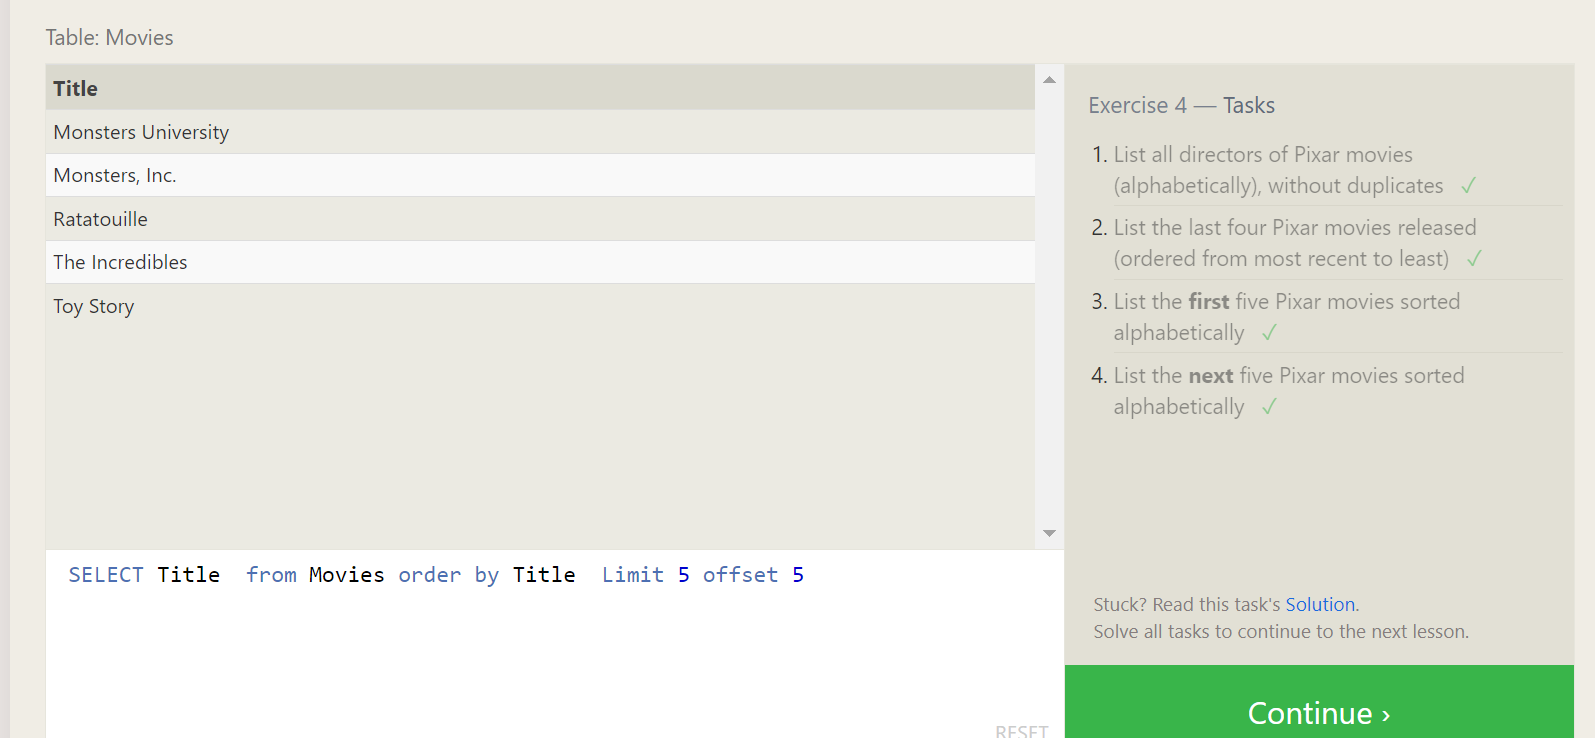 Table: Movies
Title
Monsters University
Monsters, Inc.
Ratatouille
The Incredibles
Toy Story
SELECT Title  from Movies order by Title  Limit 5 offset 5
RESET
Exercise 4 — Tasks
1. List all directors of Pixar movies
(alphabetically), without duplicates ✓
2. List the last four Pixar movies released
(ordered from most recent to least) ✓
3. List the first five Pixar movies sorted
alphabetically ✓
4. List the next five Pixar movies sorted
alphabetically ✓
Stuck? Read this task's Solution.
Solve all tasks to continue to the next lesson.
Continue ›